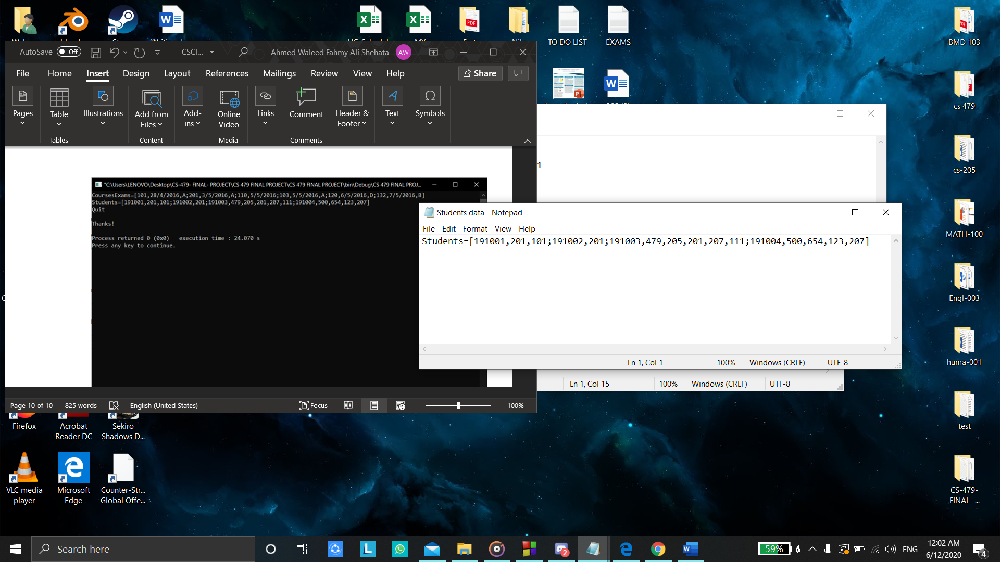 TO DO LIST
EXAMS
BMD 103
AutoSave
Off
CSCI...
Ahmed Waleed Fahmy Ali Shehata
AW
File Home Insert Design Layout References Mailings Review View Help
Share
Pages
Table
Illustrations
Add from
Files
Add-
ins
Online
Video
Links
Comment
Header &
Footer
Text
Symbols
Tables
Content
Media
Comments
cs 479
1
"C:\Users\LENOVO\Desktop\CS-479- FINAL- PROJECT\CS 479 FINAL PROJECT\CS 479 FINAL PROJECT\bin\Debug\CS 479 FINAL PROJ...
CoursesExams=[101,28/4/2016,A;201,3/5/2016,A;110,5/5/2016;103,5/5/2016,A;120,6/5/2016,D;132,7/5/2016,B]
Students=[191001,201,101;191002,201;191003,479,205,201,207,111;191004,500,654,123,207]
Quit
Thanks!
Process returned 0 (0x0)   execution time : 24.070 s
Press any key to continue.
Students data - Notepad
File Edit Format View Help
Students=[191001,201,101;191002,201;191003,479,205,201,207,111;191004,500,654,123,207]
Ln 1, Col 1
100%
Windows (CRLF)
UTF-8
Ln 1, Col 15
100%
Windows (CRLF)
UTF-8
Page 10 of 10
825 words
English (United States)
Focus
100%
cs-205
MATH-100
Engl-003
huma-001
test
CS-479-
FINAL- ...
Firefox
Acrobat
Reader DC
Sekiro
Shadows D...
VLC media
player
Microsoft
Edge
Counter-Str...
Global Offe...
Search here
2
59%
ENG
12:02 AM
6/12/2020
4